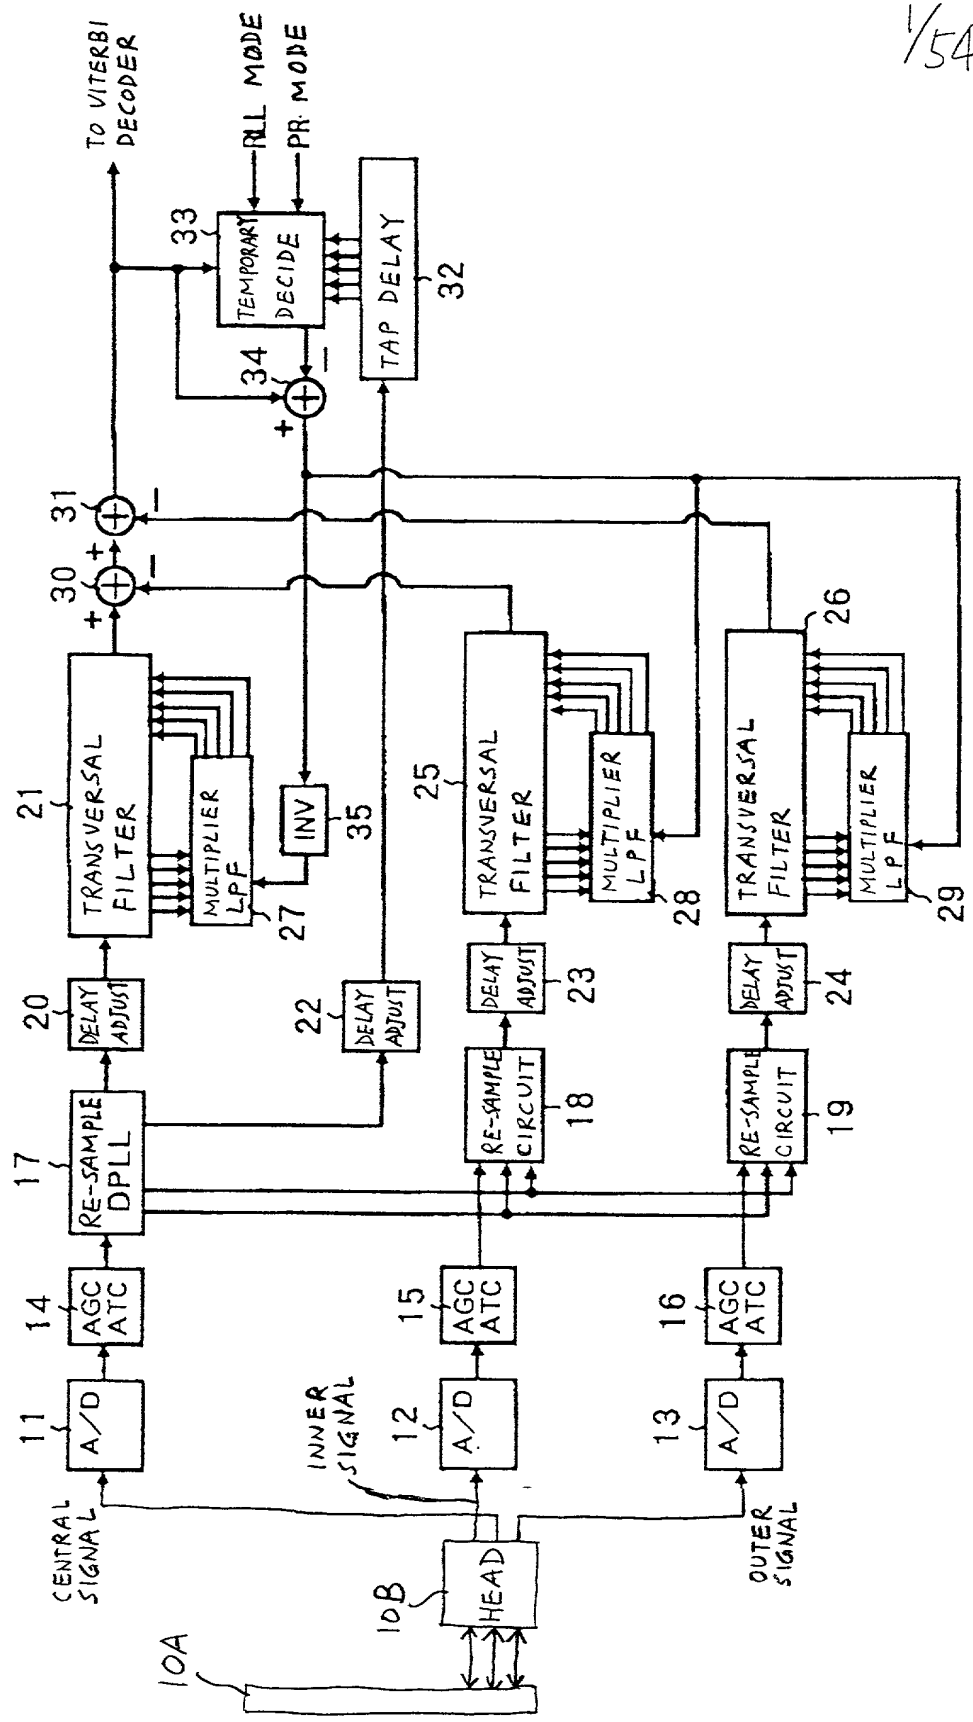 1/54
10A
10B
HEAD
CENTRAL
SIGNAL
INNER
SIGNAL
OUTER
SIGNAL
11
A/D
12
A/D
13
A/D
14
AGC
ATC
15
AGC
ATC
16
AGC
ATC
17
RE-SAMPLE
DPLL
18
RE-SAMPLE
CIRCUIT
19
RE-SAMPLE
CIRCUIT
20
DELAY
ADJUST
22
DELAY
ADJUST
23
DELAY
ADJUST
24
DELAY
ADJUST
21
TRANSVERSAL
FILTER
MULTIPLIER
LPF
27
INV
35
25
TRANSVERSAL
FILTER
MULTIPLIER
LPF
28
26
TRANSVERSAL
FILTER
MULTIPLIER
LPF
29
30
+
+
−
31
+
+
−
34
+
+
−
33
TEMPORARY
DECIDE
TAP DELAY
32
RLL MODE
PR. MODE
TO VITERBI
DECODER